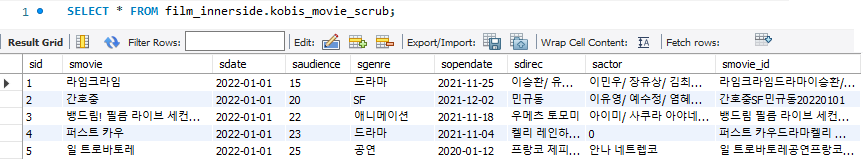 1 SELECT * FROM film_innerside.kobis_movie_scrub;
Result Grid Filter Rows: Edit: Export/Import: Wrap Cell Content: Fetch rows:
sid smovie sdate saudience sgenre sopendate sdirec sactor smovie_id
1 라임크라임 2022-01-01 15 드라마 2021-11-25 이승환/ 유... 이민우/ 장유상/ 김최... 라임크라임드라마이승환/...
2 간호중 2022-01-01 20 SF 2021-12-02 민규동 이유영/ 예수정/ 염혜... 간호중SF민규동20220101
3 뱅드림! 필름 라이브 세컨... 2022-01-01 22 애니메이션 2021-11-18 우메츠 토모미 아이미/ 사쿠라 아야네... 뱅드림! 필름 라이브 세컨...
4 퍼스트 카우 2022-01-01 23 드라마 2021-11-04 켈리 레인하... 0 퍼스트 카우드라마켈리 ...
5 일 트로바토레 2022-01-01 25 공연 2020-01-12 프랑코 제피... 안나 네트렙코 일 트로바토레공연프랑코...